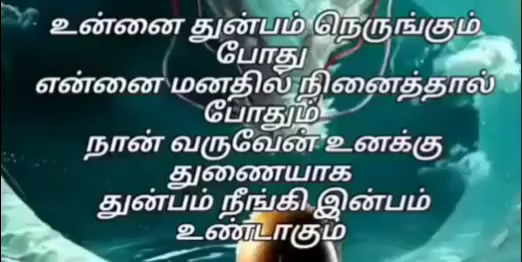 உன்னை துன்பம் நெருங்கும்
போது
என்னை மனதில் நினைத்தால்
போதும்
நான் வருவேன் உனக்கு
துணையாக
துன்பம் நீங்கி இன்பம்
உண்டாகும்